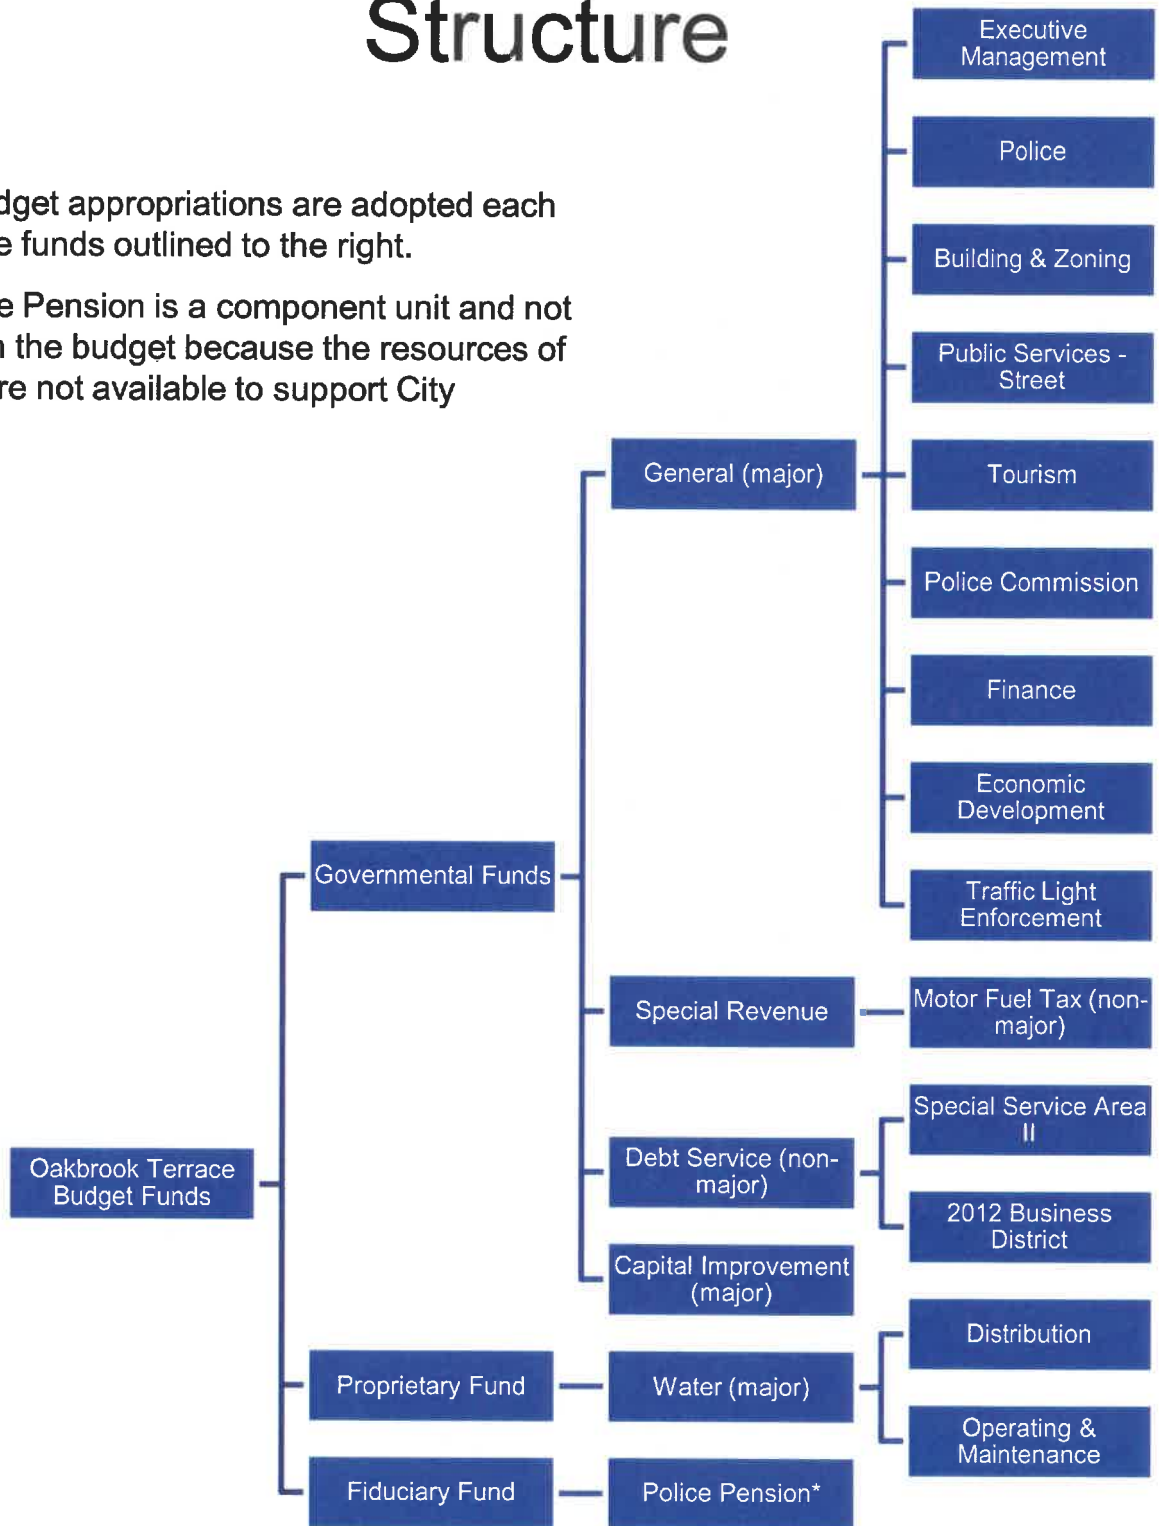 Structure
dget appropriations are adopted each
e funds outlined to the right.
e Pension is a component unit and not
the budget because the resources of
re not available to support City
Executive
Management
Police
Building & Zoning
Public Services -
Street
General (major)
Tourism
Police Commission
Finance
Economic
Development
Governmental Funds
Traffic Light
Enforcement
Special Revenue
Motor Fuel Tax (non-
major)
Special Service Area
II
Oakbrook Terrace
Budget Funds
Debt Service (non-
major)
2012 Business
District
Capital Improvement
(major)
Distribution
Proprietary Fund
Water (major)
Operating &
Maintenance
Fiduciary Fund
Police Pension*